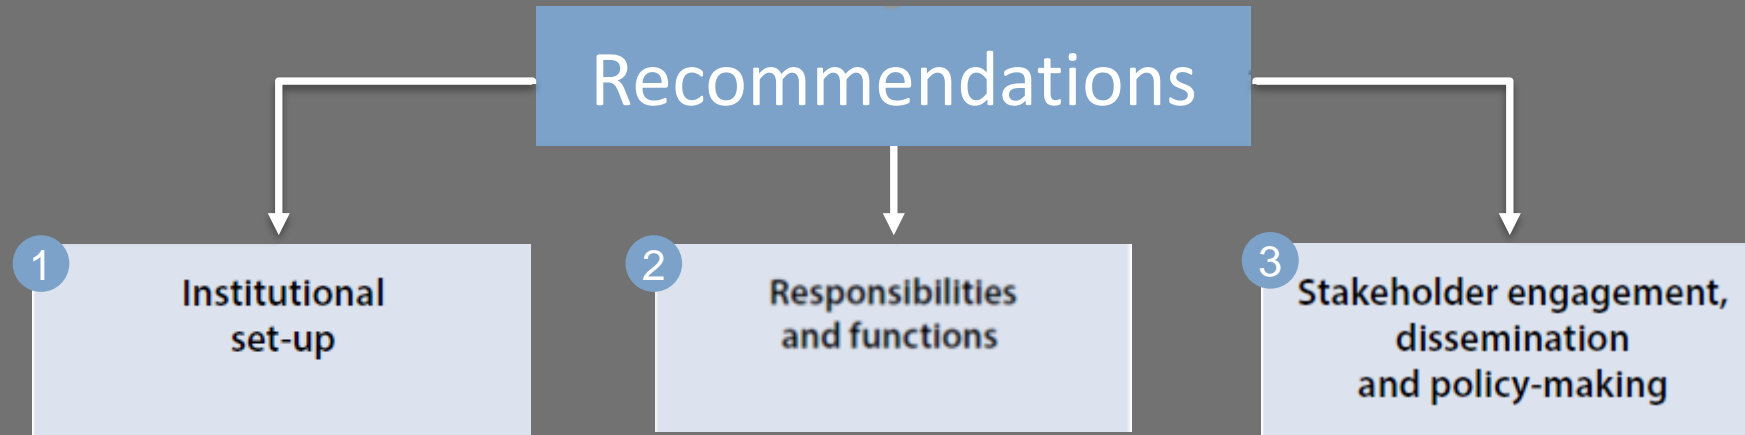 Recommendations
1
Institutional
set-up
2
Responsibilities
and functions
3
Stakeholder engagement,
dissemination
and policy-making